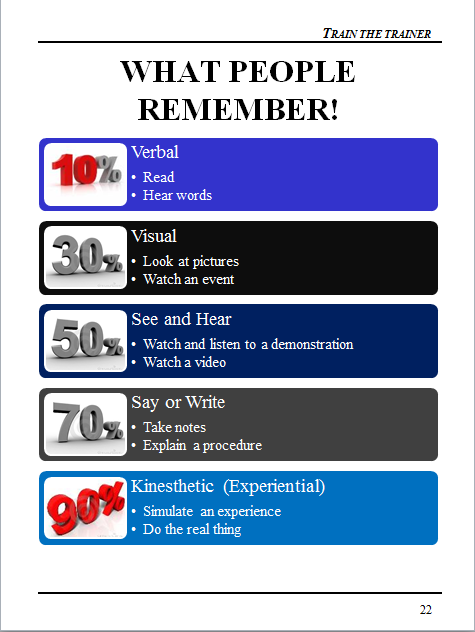 TRAIN THE TRAINER
WHAT PEOPLE
REMEMBER!
10%
Verbal
• Read
• Hear words
30%
Visual
• Look at pictures
• Watch an event
50%
See and Hear
• Watch and listen to a demonstration
• Watch a video
70%
Say or Write
• Take notes
• Explain a procedure
90%
Kinesthetic (Experiential)
• Simulate an experience
• Do the real thing
22